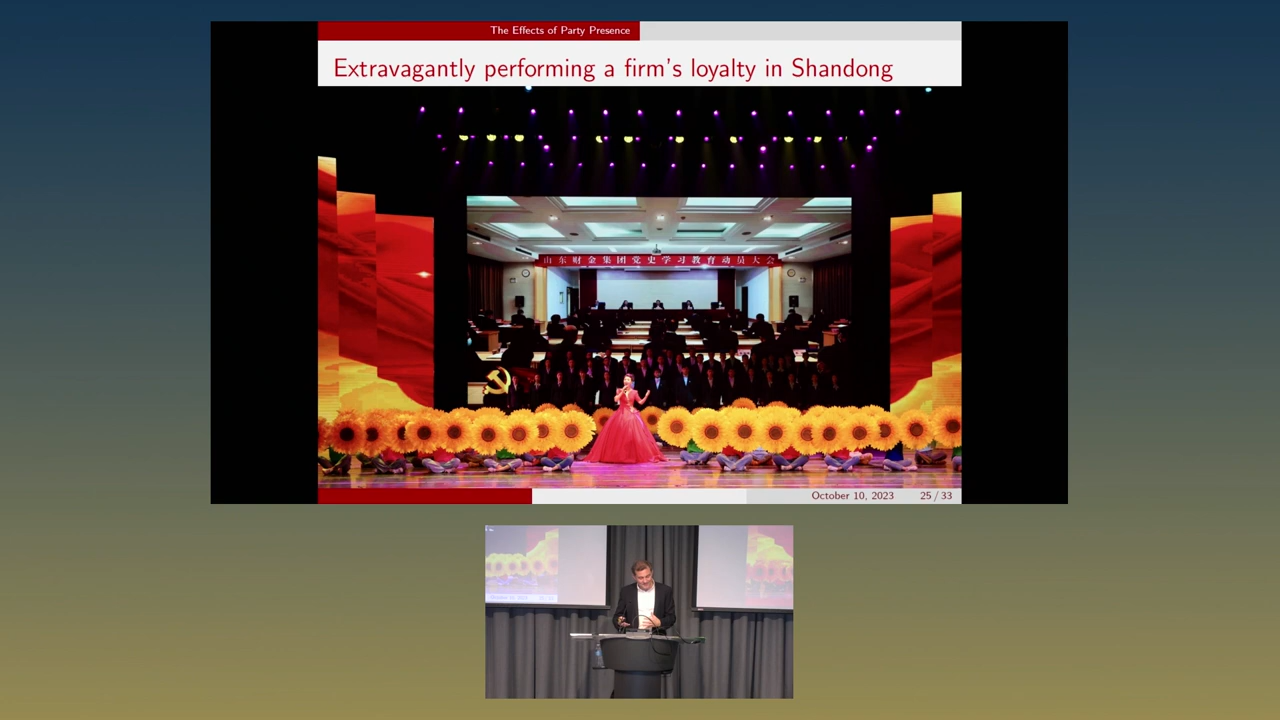 The Effects of Party Presence
Extravagantly performing a firm's loyalty in Shandong
山东财金集团党史学习教育动员大会
October 10, 2023 25 / 33